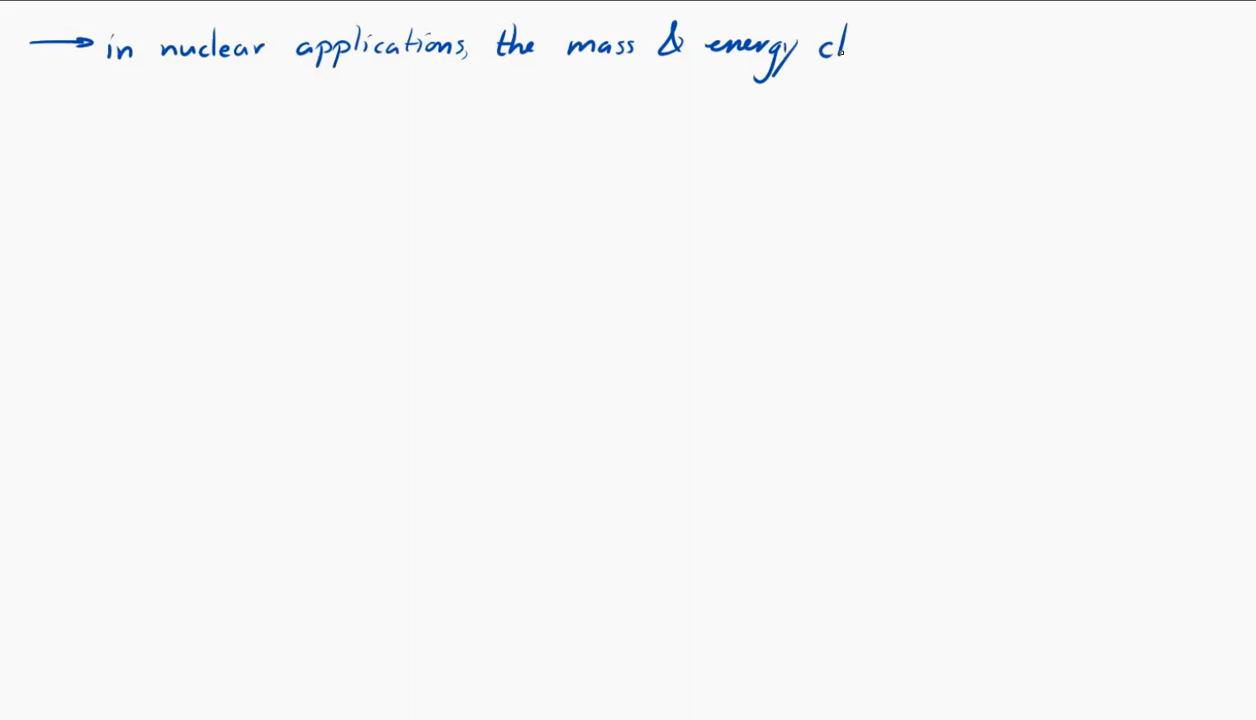 → in nuclear applications, the mass & energy